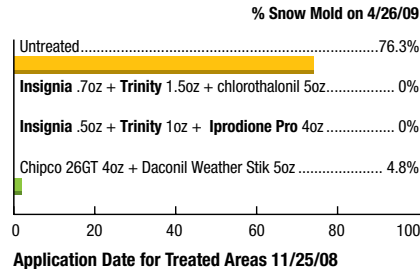 % Snow Mold on 4/26/09
Untreated.......................................................................76.3%
Insignia .7oz + Trinity 1.5oz + chlorothalonil 5oz................. 0%
Insignia .5oz + Trinity 1oz + Iprodione Pro 4oz.................. 0%
Chipco 26GT 4oz + Daconil Weather Stik 5oz ..................... 4.8%
0 20 40 60 80 100
Application Date for Treated Areas 11/25/08